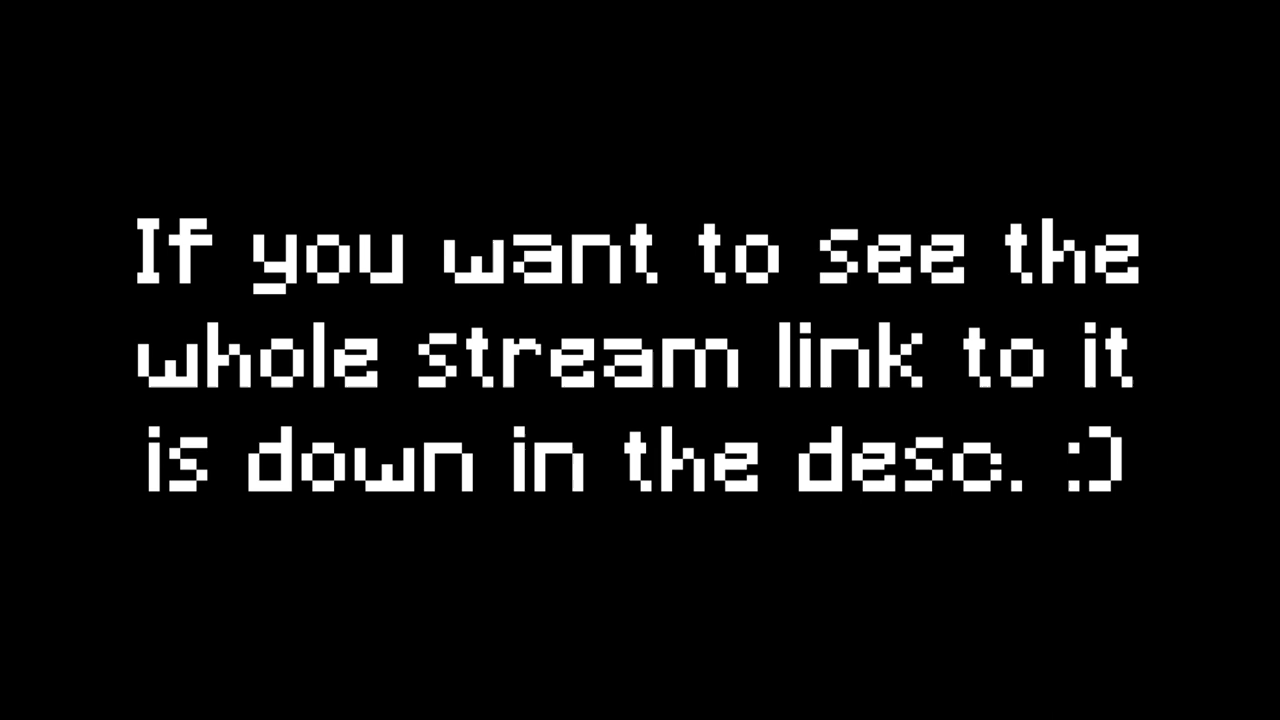 If you want to see the
whole stream link to it
is down in the desc. :)